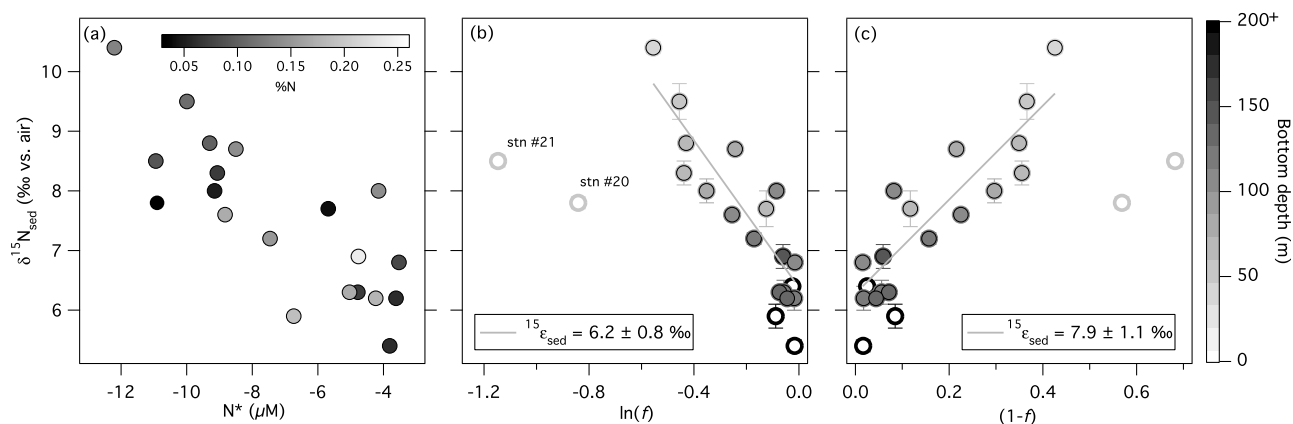 (a)
0.05 0.10 0.15 0.20 0.25
%N
10
9
8
7
6
δ¹⁵N_sed (‰ vs. air)
-12 -10 -8 -6 -4
N* (μM)
(b)
stn #21
stn #20
¹⁵ε_sed = 6.2 ± 0.8 ‰
-1.2 -0.8 -0.4 0.0
ln(f)
(c)
¹⁵ε_sed = 7.9 ± 1.1 ‰
0.0 0.2 0.4 0.6
(1-f)
200⁺
150
100
50
0
Bottom depth (m)